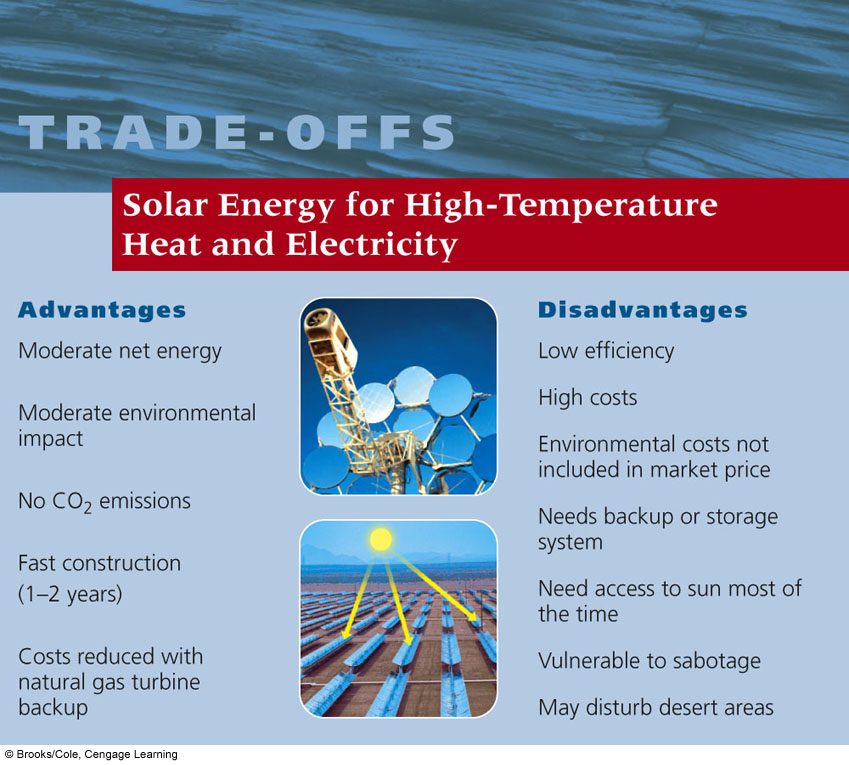 TRADE-OFFS
Solar Energy for High-Temperature
Heat and Electricity
Advantages
Moderate net energy
Moderate environmental
impact
No CO₂ emissions
Fast construction
(1–2 years)
Costs reduced with
natural gas turbine
backup
Disadvantages
Low efficiency
High costs
Environmental costs not
included in market price
Needs backup or storage
system
Need access to sun most of
the time
Vulnerable to sabotage
May disturb desert areas
© Brooks/Cole, Cengage Learning